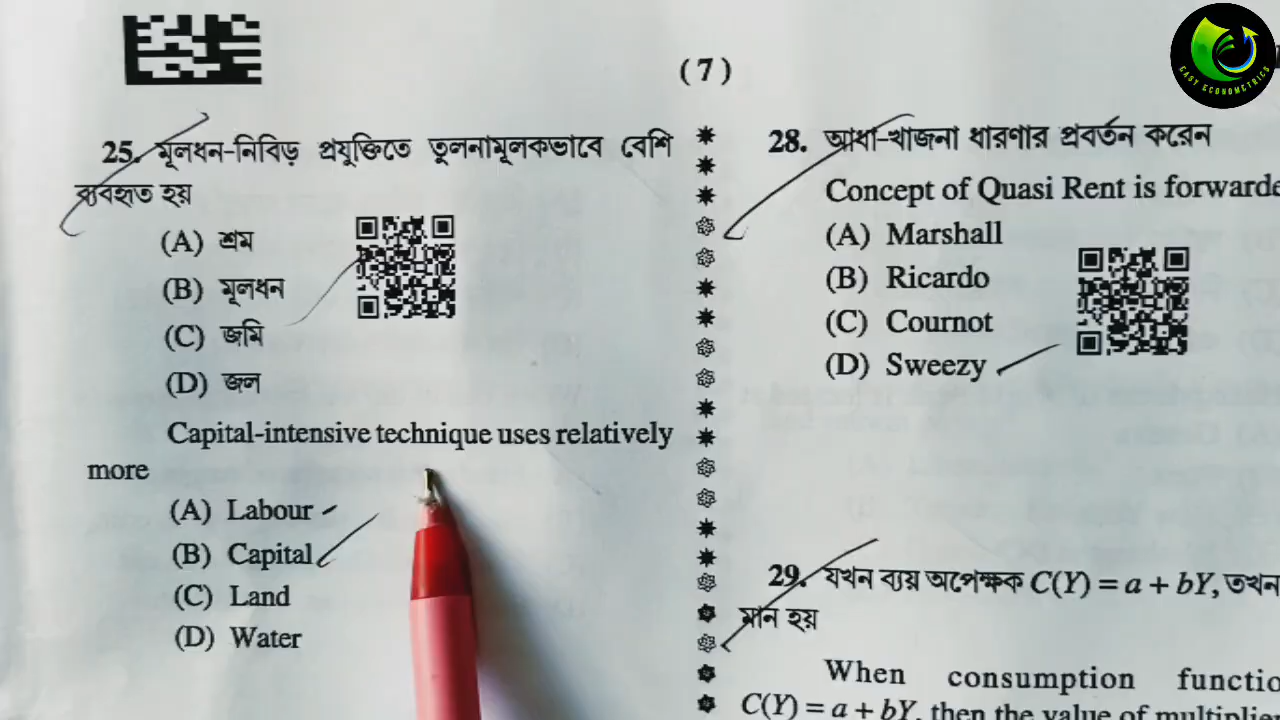 EASY ECONOMETRICS
( 7 )
25. মূলধন-নিবিড় প্রযুক্তিতে তুলনামূলকভাবে বেশি
ব্যবহৃত হয়
(A) শ্রম
(B) মূলধন
(C) জমি
(D) জল
Capital-intensive technique uses relatively
more
(A) Labour
(B) Capital
(C) Land
(D) Water
28. আধা-খাজনা ধারণার প্রবর্তন করেন
Concept of Quasi Rent is forwarde
(A) Marshall
(B) Ricardo
(C) Cournot
(D) Sweezy
29. যখন ব্যয় অপেক্ষক C(Y) = a + bY, তখন
মান হয়
When consumption functio
C(Y) = a + bY, then the value of multiplie